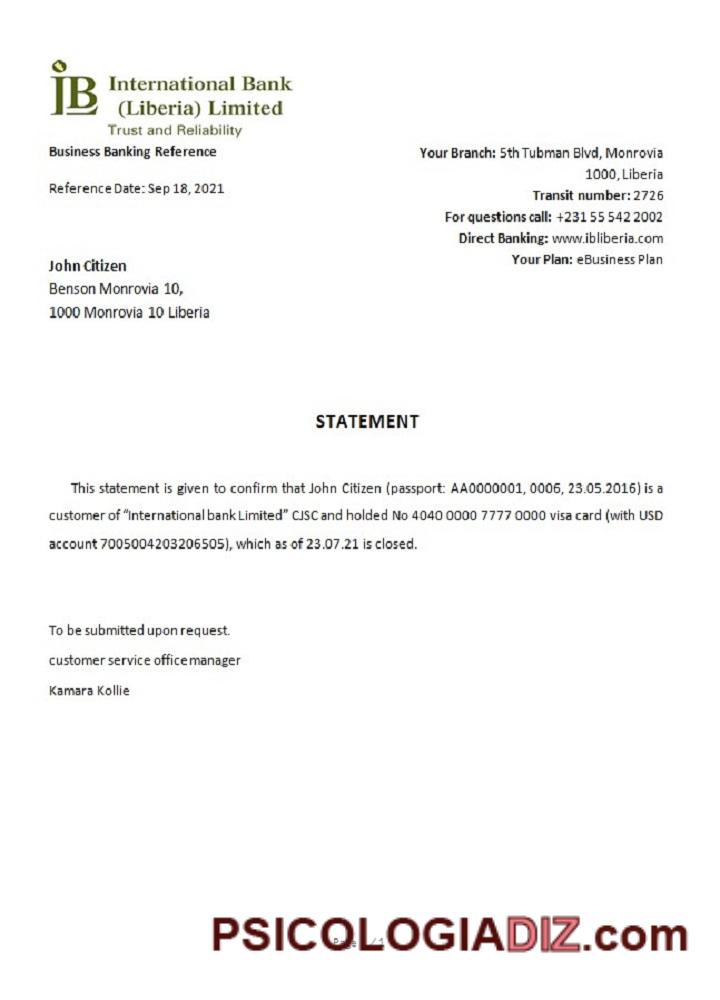 iB International Bank
(Liberia) Limited
Trust and Reliability
Business Banking Reference
Reference Date: Sep 18, 2021
Your Branch: 5th Tubman Blvd, Monrovia
1000, Liberia
Transit number: 2726
For questions call: +231 55 542 2002
Direct Banking: www.ibliberia.com
Your Plan: eBusiness Plan
John Citizen
Benson Monrovia 10,
1000 Monrovia 10 Liberia
STATEMENT
This statement is given to confirm that John Citizen (passport: AA0000001, 0006, 23.05.2016) is a
customer of “International bank Limited” CJSC and holded No 4040 0000 7777 0000 visa card (with USD
account 7005004203206505), which as of 23.07.21 is closed.
To be submitted upon request.
customer service office manager
Kamara Kollie
PSICOLOGIADIZ.com